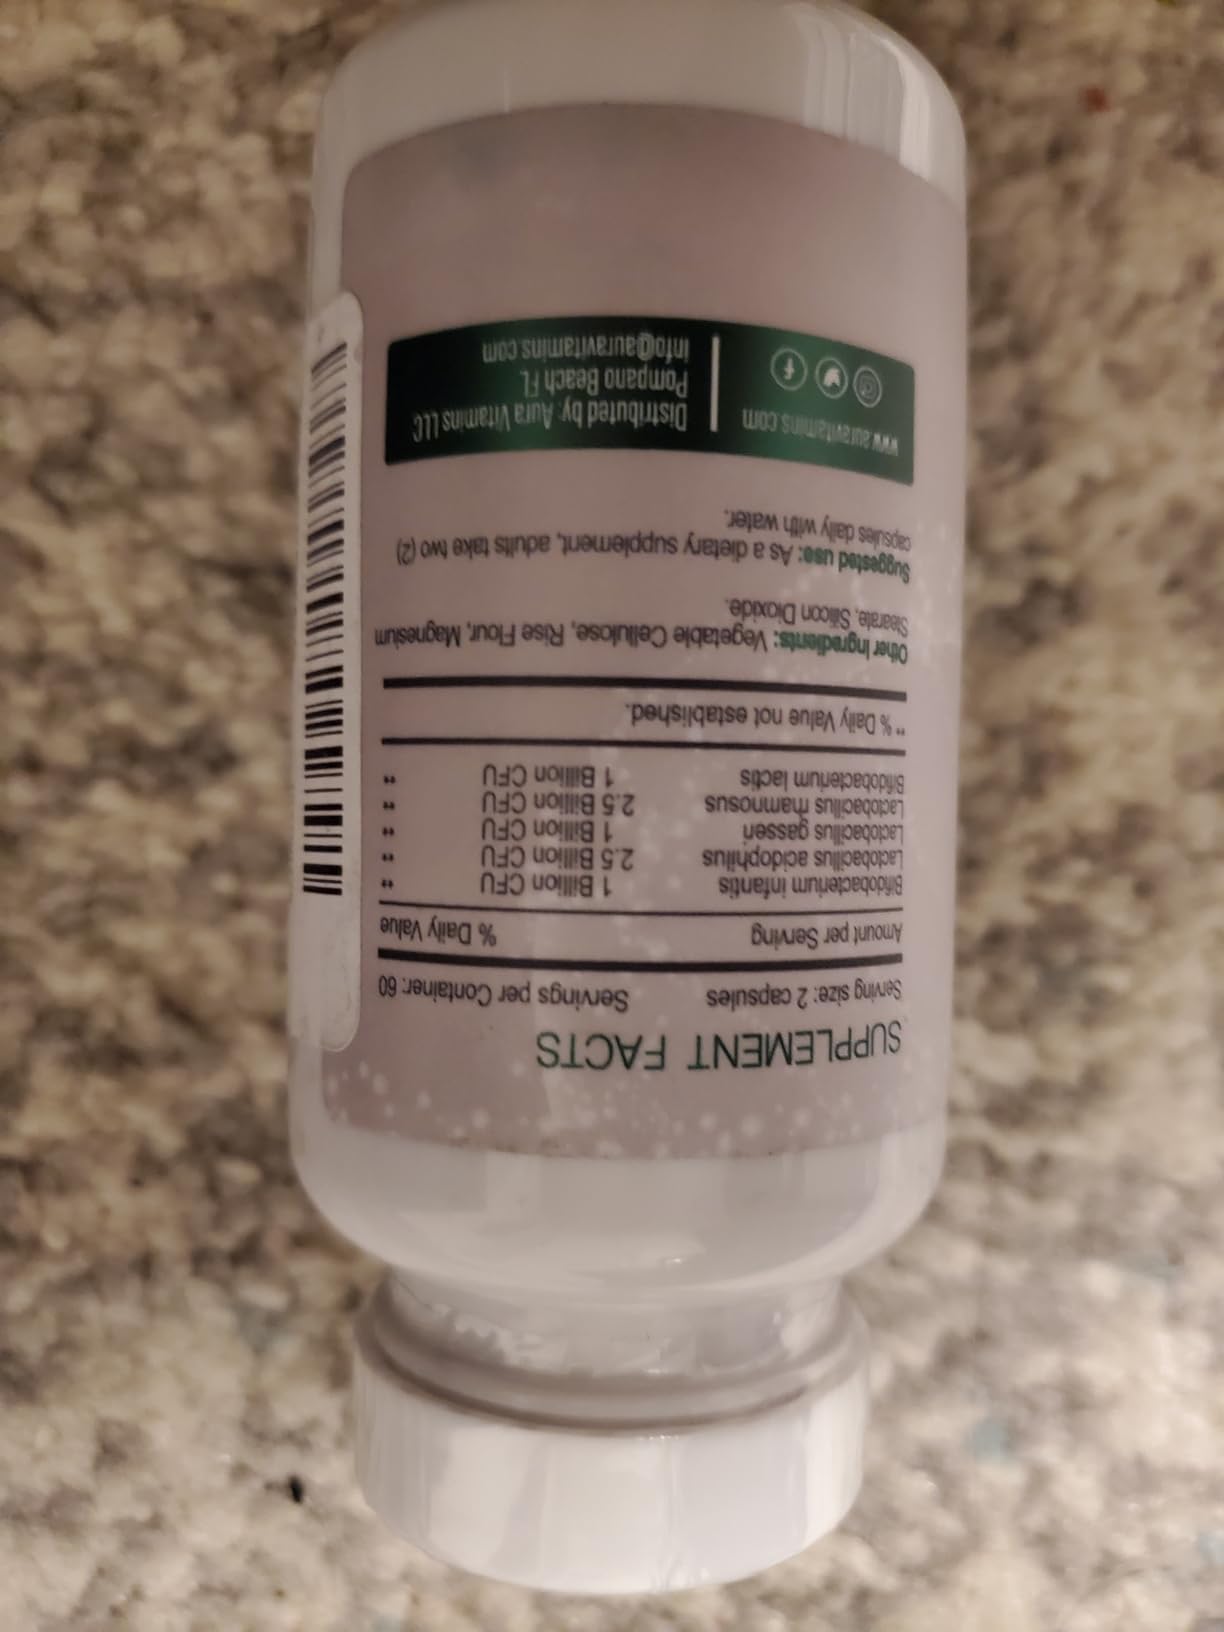 SUPPLEMENT FACTS
Serving size: 2 capsules Servings per Container: 60
Amount per Serving % Daily Value
Bifidobacterium infantis 1 Billion CFU **
Lactobacillus acidophilus 2.5 Billion CFU **
Lactobacillus gasseri 1 Billion CFU **
Lactobacillus rhamnosus 2.5 Billion CFU **
Bifidobacterium lactis 1 Billion CFU **
** % Daily Value not established.
Other Ingredients: Vegetable Cellulose, Rise Flour, Magnesium
Stearate, Silicon Dioxide.
Suggested use: As a dietary supplement, adults take two (2)
capsules daily with water.
www.auravitamins.com
Distributed by: Aura Vitamins LLC
Pompano Beach FL
info@auravitamins.com